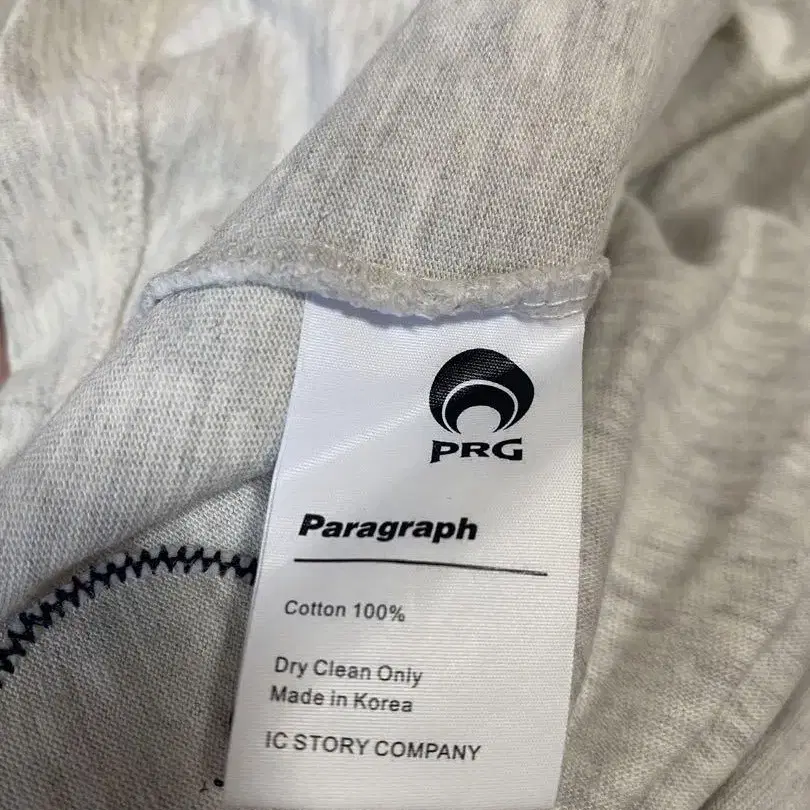 PRG
Paragraph
Cotton 100%
Dry Clean Only
Made in Korea
IC STORY COMPANY